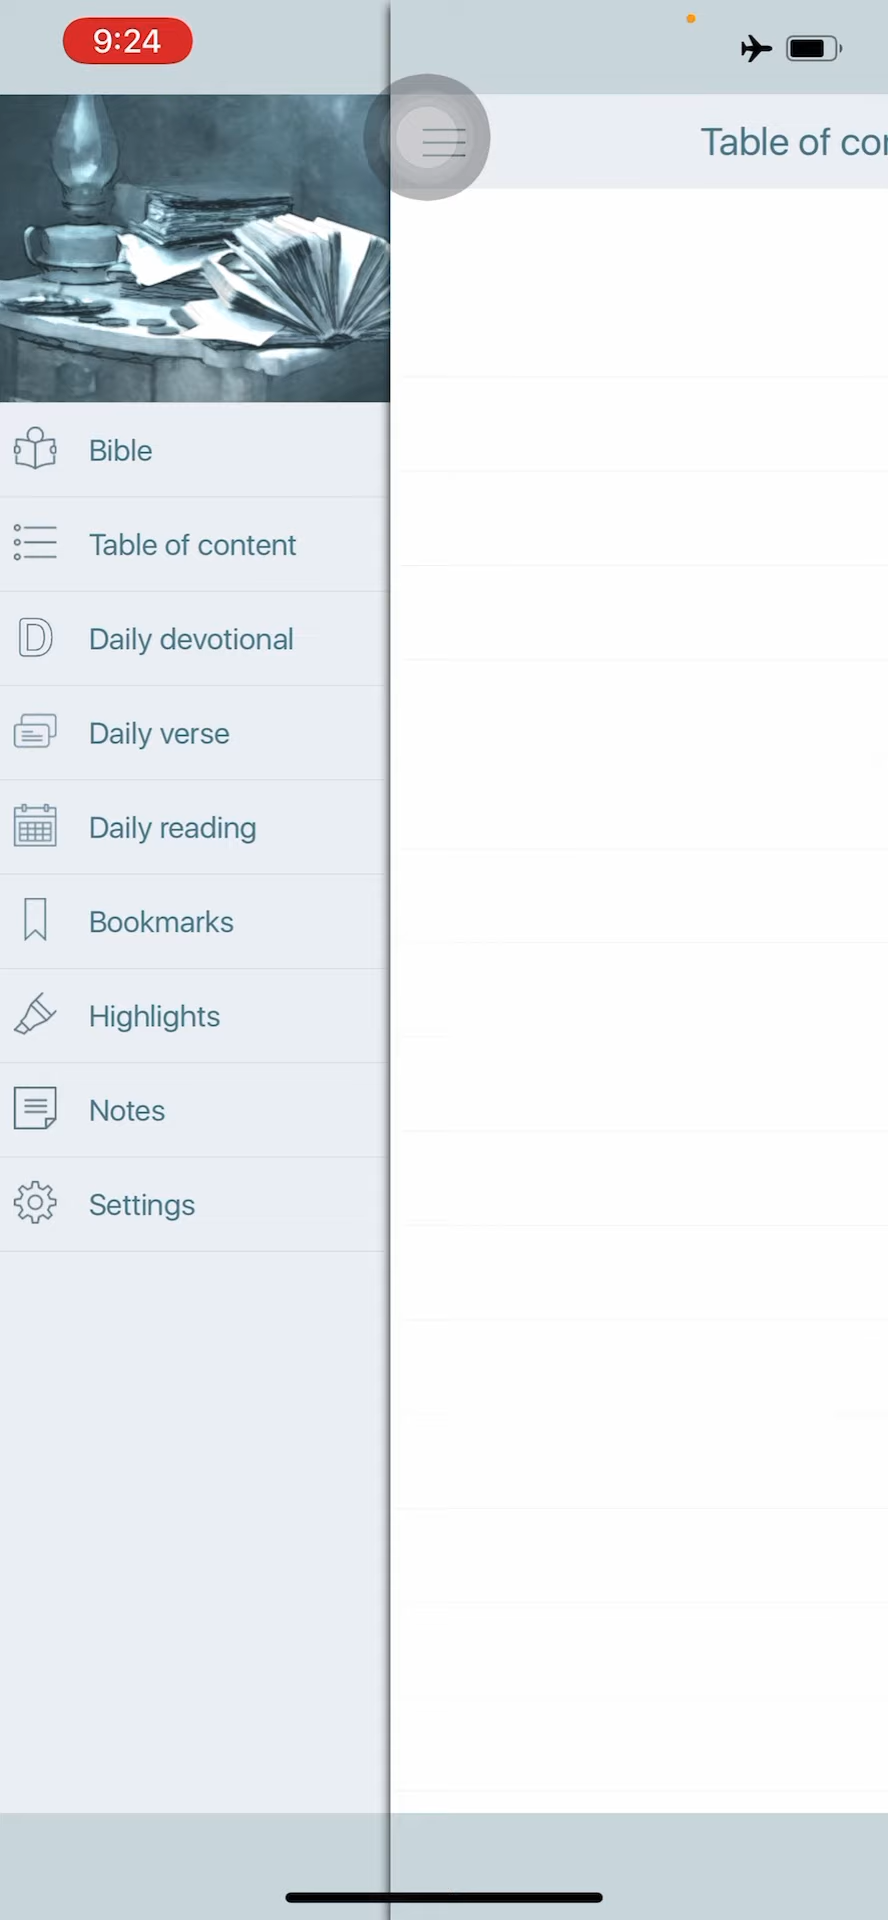 9:24
Table of co
Bible
Table of content
D Daily devotional
Daily verse
Daily reading
Bookmarks
Highlights
Notes
Settings